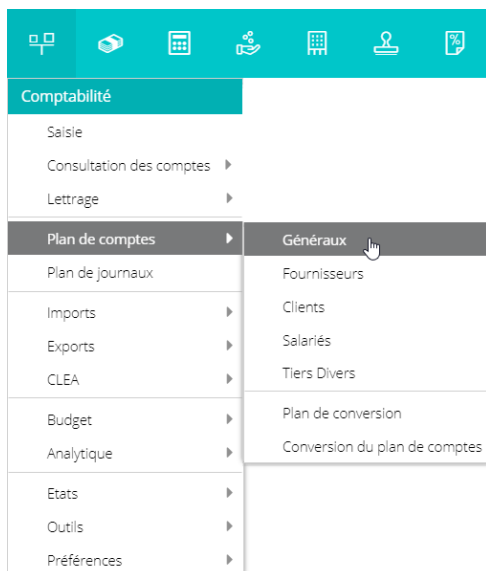 Comptabilité
Saisie
Consultation des comptes
Lettrage
Plan de comptes
Plan de journaux
Imports
Exports
CLEA
Budget
Analytique
Etats
Outils
Préférences
Généraux
Fournisseurs
Clients
Salariés
Tiers Divers
Plan de conversion
Conversion du plan de comptes